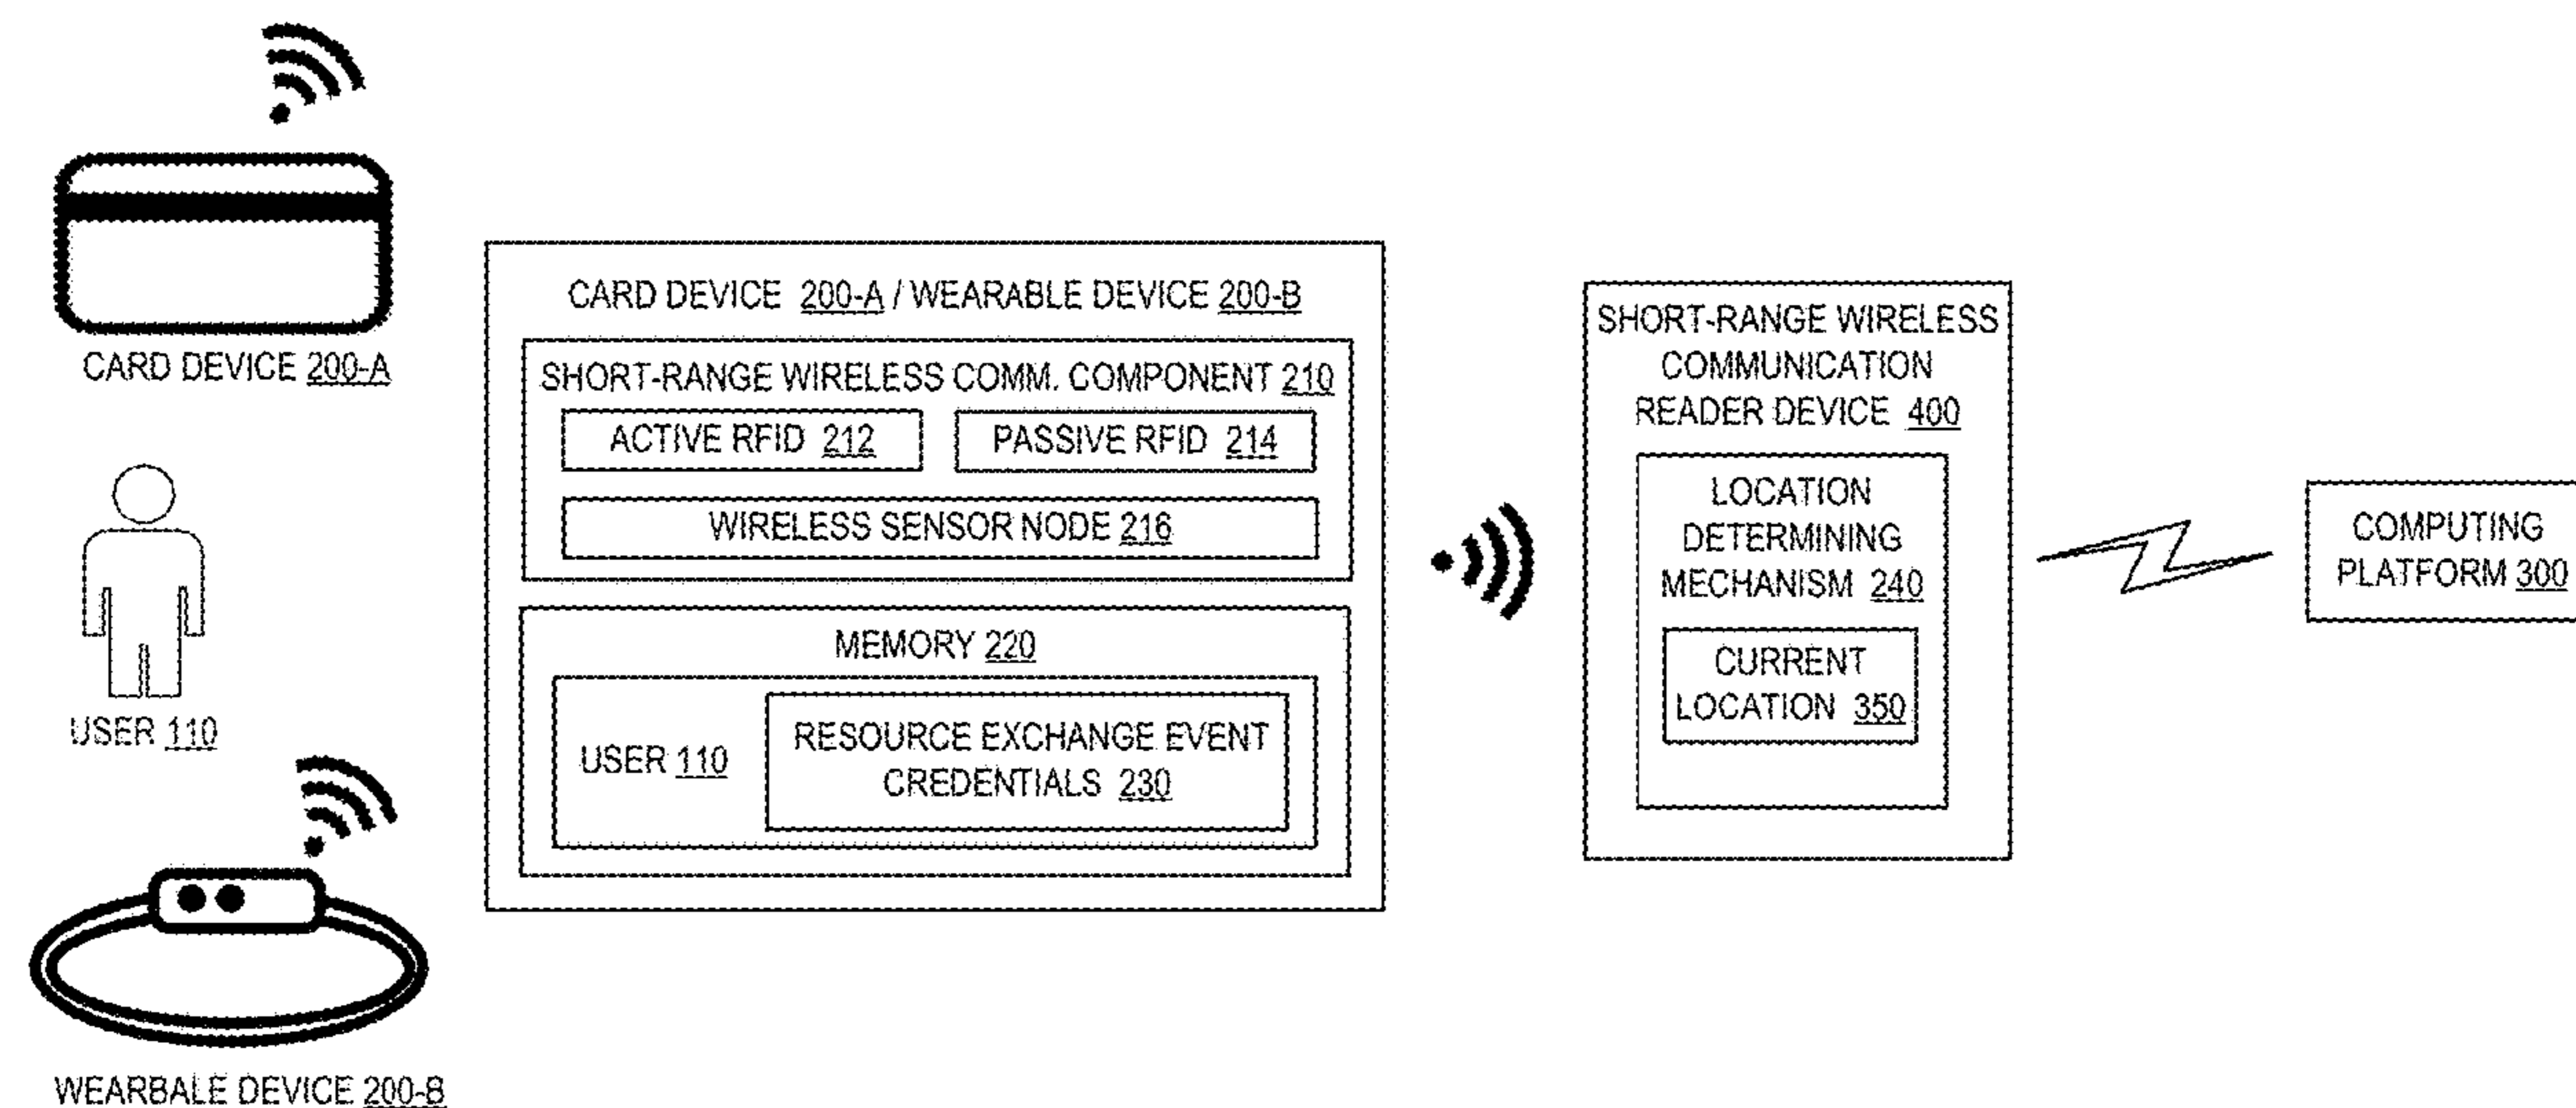 CARD DEVICE 200-A
USER 110
WEARBALE DEVICE 200-B
CARD DEVICE 200-A / WEARABLE DEVICE 200-B
SHORT-RANGE WIRELESS COMM. COMPONENT 210
ACTIVE RFID 212
PASSIVE RFID 214
WIRELESS SENSOR NODE 216
MEMORY 220
USER 110
RESOURCE EXCHANGE EVENT
CREDENTIALS 230
SHORT-RANGE WIRELESS
COMMUNICATION
READER DEVICE 400
LOCATION
DETERMINING
MECHANISM 240
CURRENT
LOCATION 350
COMPUTING
PLATFORM 300